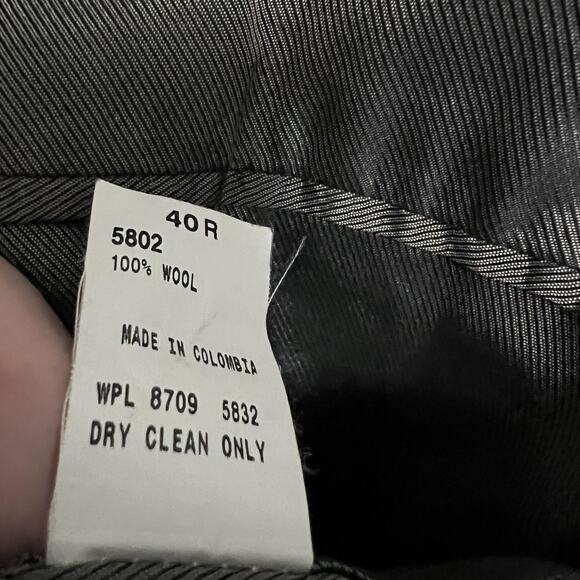 40 R
5802
100% WOOL
MADE IN COLOMBIA
WPL 8709 5832
DRY CLEAN ONLY